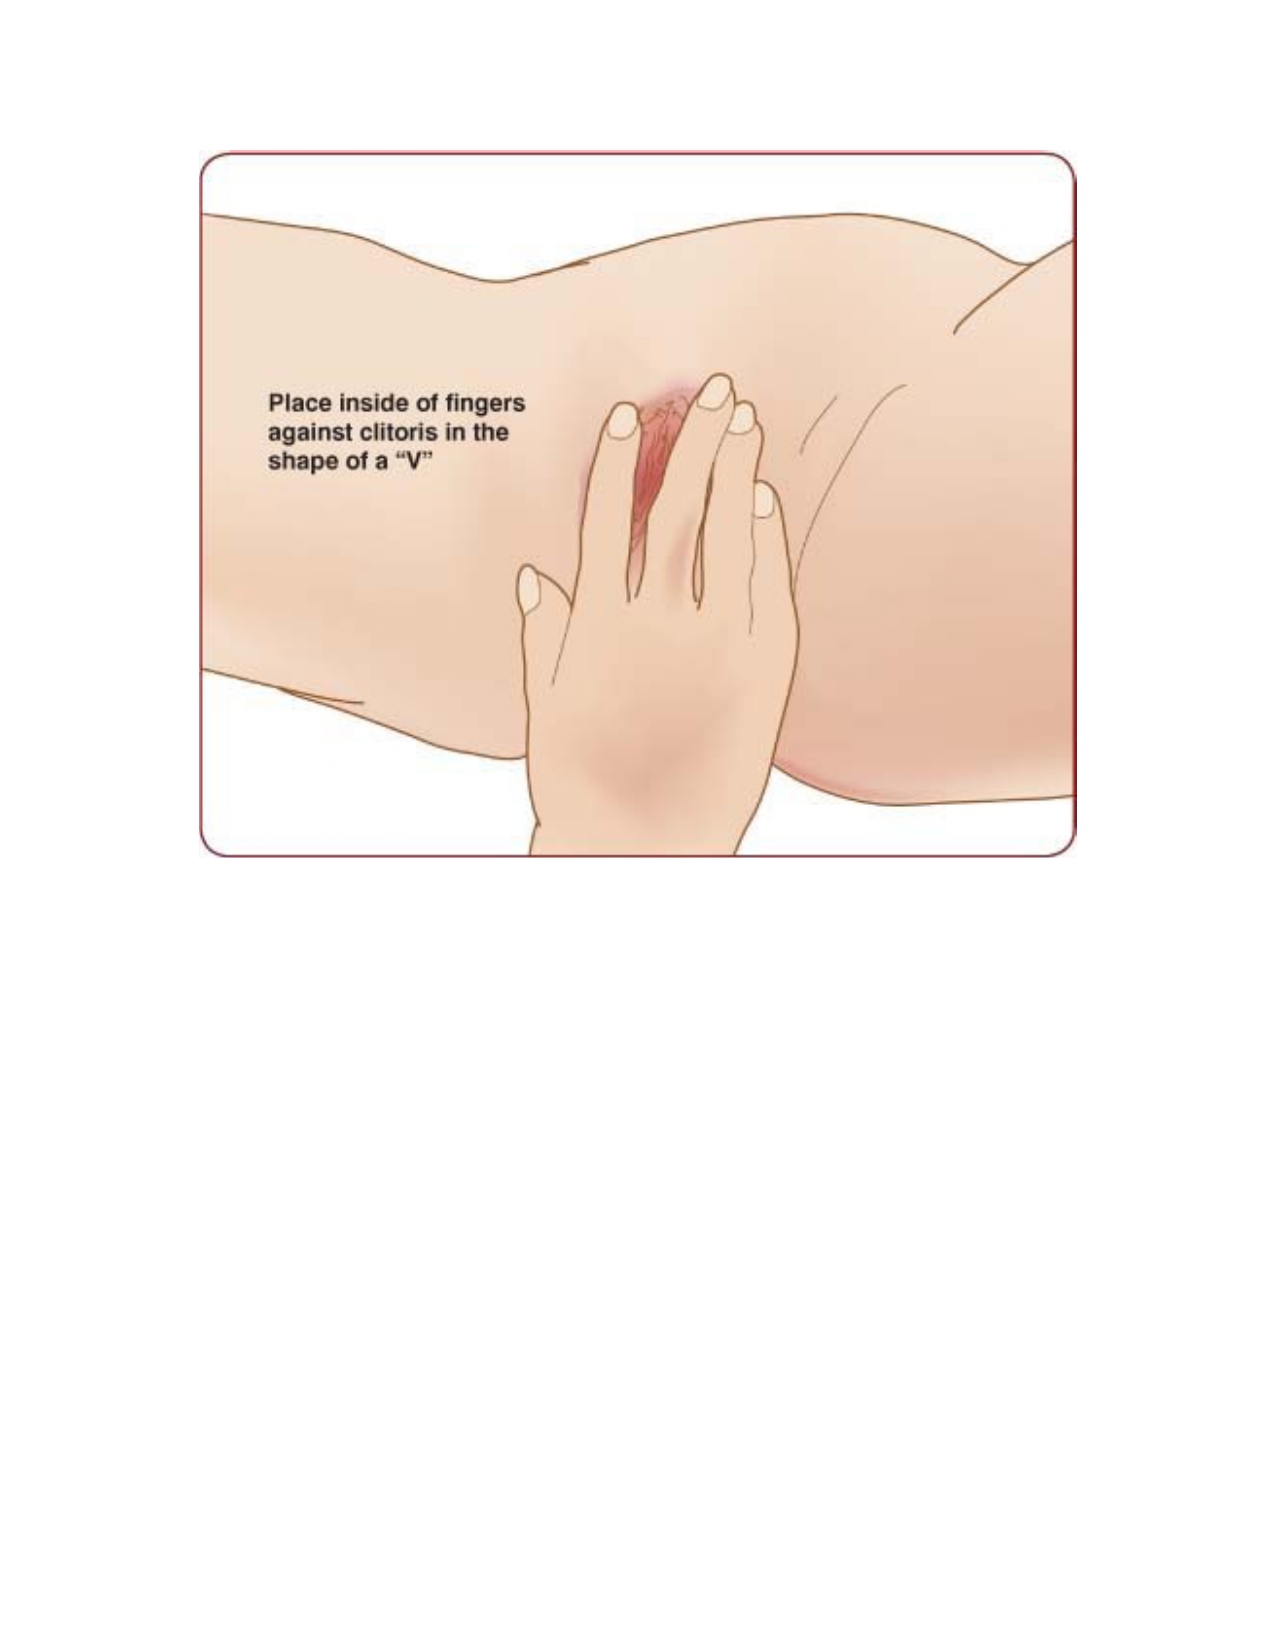 Place inside of fingers
against clitoris in the
shape of a “V”